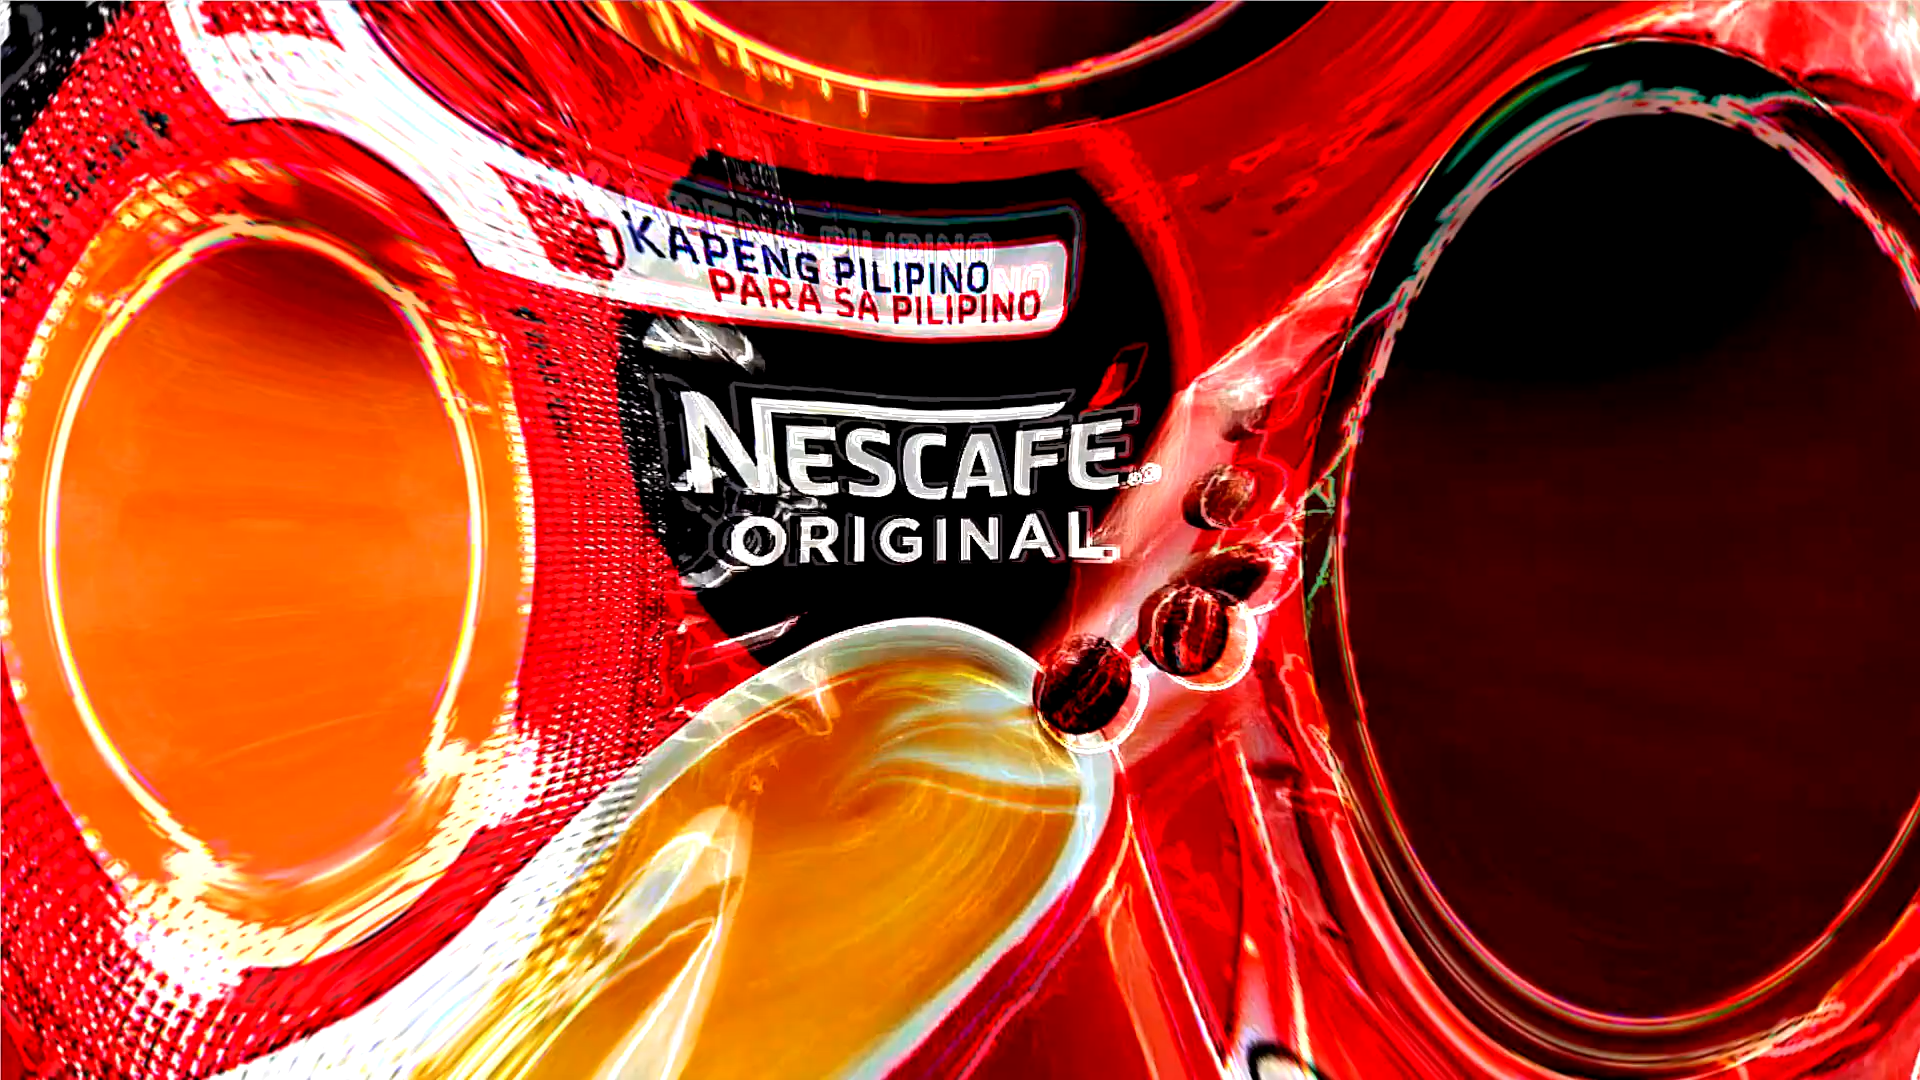 KAPENG PILIPINO
PARA SA PILIPINO
NESCAFÉ
ORIGINAL